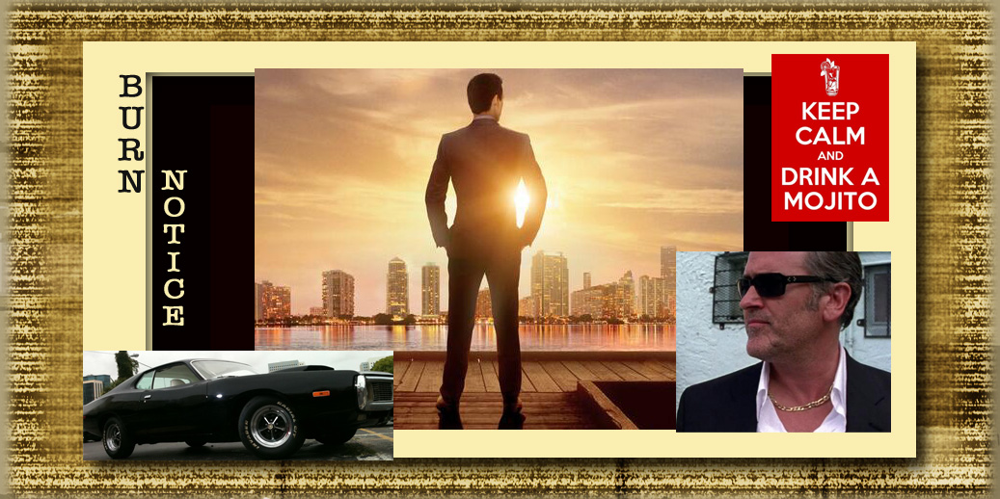 BURN
NOTICE
KEEP
CALM
AND
DRINK A
MOJITO